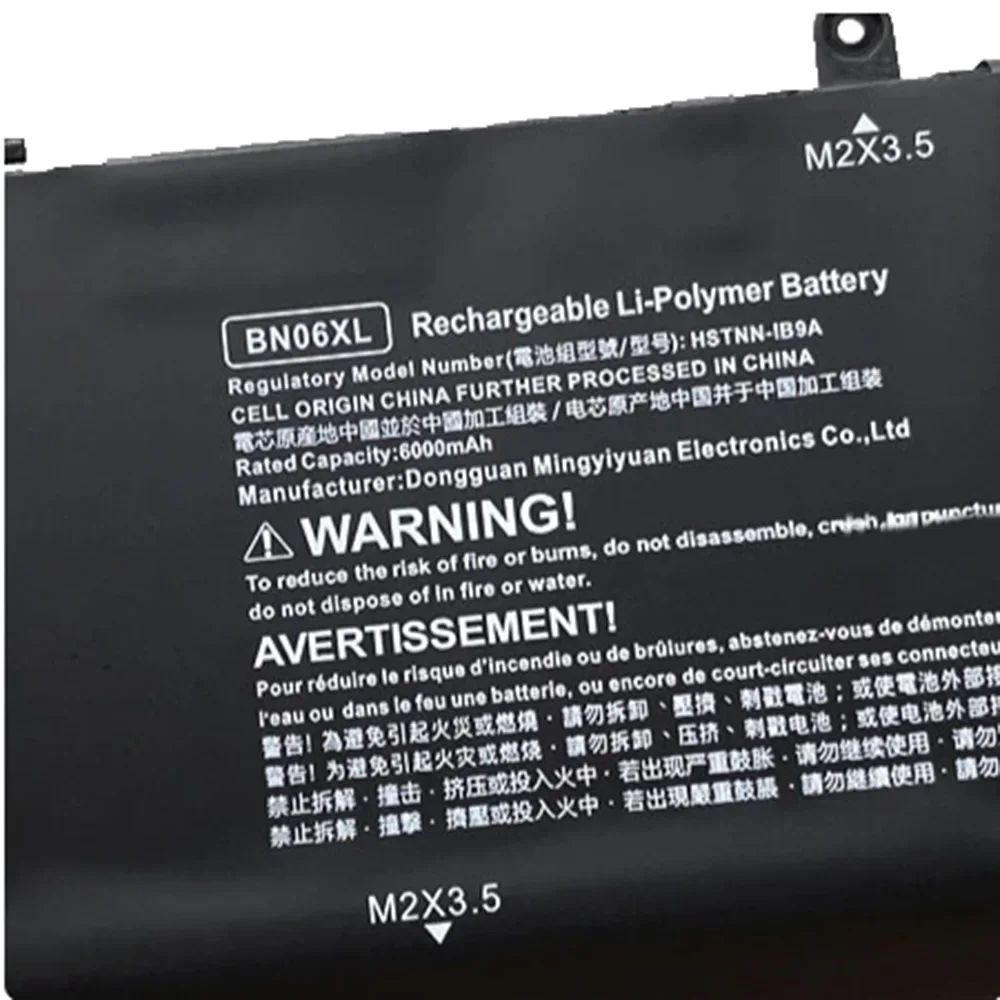 M2X3.5
BN06XL Rechargeable Li-Polymer Battery
Regulatory Model Number(電池組型號/型号): HSTNN-IB9A
CELL ORIGIN CHINA FURTHER PROCESSED IN CHINA
電芯原產地中國並於中國加工組裝 / 电芯原产地中国并于中国加工组装
Rated Capacity:6000mAh
Manufacturer:Dongguan Mingyiyuan Electronics Co.,Ltd
WARNING!
To reduce the risk of fire or burns, do not disassemble,
do not dispose of in fire or water.
AVERTISSEMENT!
Pour réduire le risque d'incendie ou de brûlures, abstenez-vous de démonter
l'eau ou dans le feu une batterie, ou encore de court-circuiter ses connecteu
警告! 為避免引起火災或燃燒 · 請勿拆卸、壓擠、刺戳電池；或使電池外部接
警告! 为避免引起火灾或燃烧 · 請勿拆卸、压挤、刺戳电池；或使电池外部接
禁止拆解 · 撞击 · 挤压或投入火中 · 若出现严重鼓胀 · 请勿继续使用 · 请勿
禁止拆解 · 撞擊 · 擠壓或投入火中 · 若出現嚴重鼓脹 · 請勿繼續使用 · 請勿
M2X3.5